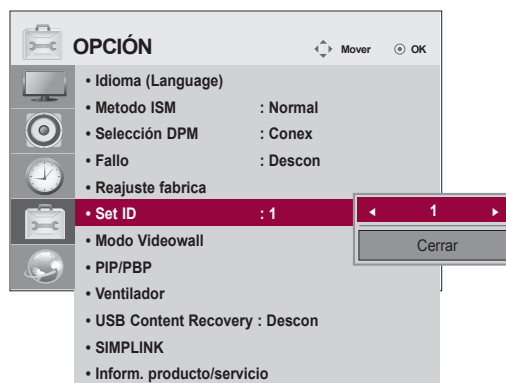 OPCIÓN
Mover
OK
• Idioma (Language)
• Metodo ISM : Normal
• Selección DPM : Conex
• Fallo : Descon
• Reajuste fabrica
• Set ID : 1
◄ 1 ►
• Modo Videowall
Cerrar
• PIP/PBP
• Ventilador
• USB Content Recovery : Descon
• SIMPLINK
• Inform. producto/servicio